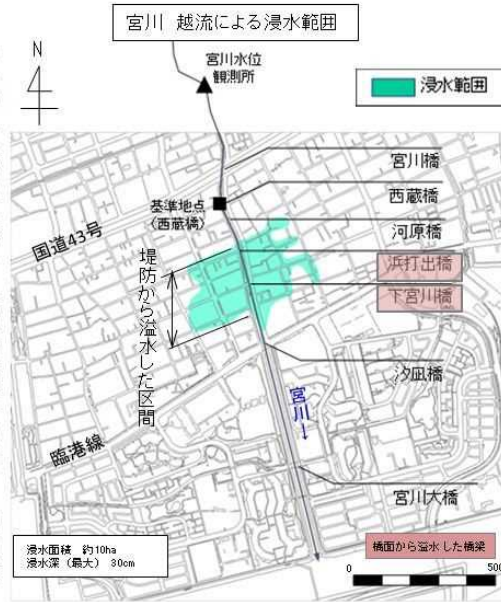 宮川 越流による浸水範囲
N
宮川水位
観測所
浸水範囲
宮川橋
基準地点
(西蔵橋)
西蔵橋
国道43号
河原橋
浜打出橋
下宮川橋
堤防から溢水した区間
汐凪橋
宮川→
臨港線
宮川大橋
浸水面積 約10ha
浸水深(最大) 30cm
橋面から溢水した橋梁
0 500